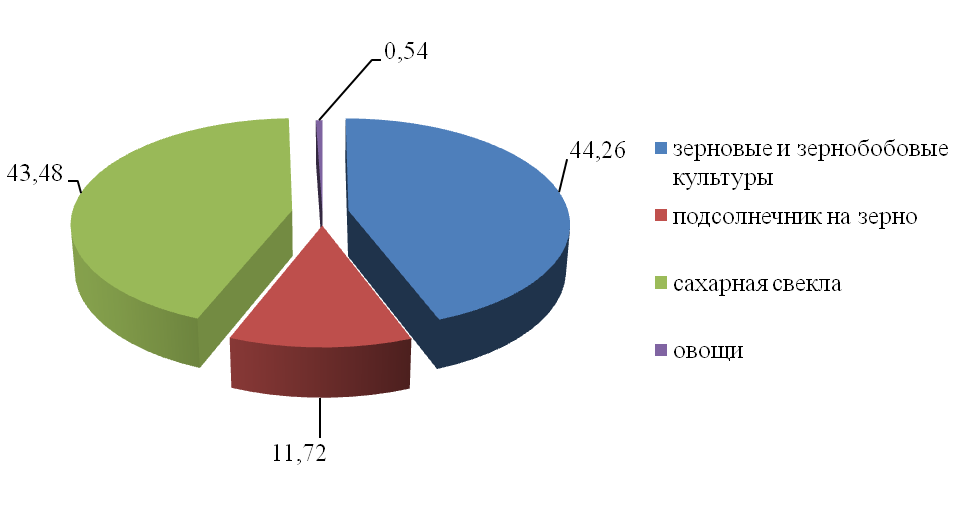 0,54
43,48
44,26
11,72
зерновые и зернобобовые
культуры
подсолнечник на зерно
сахарная свекла
овощи